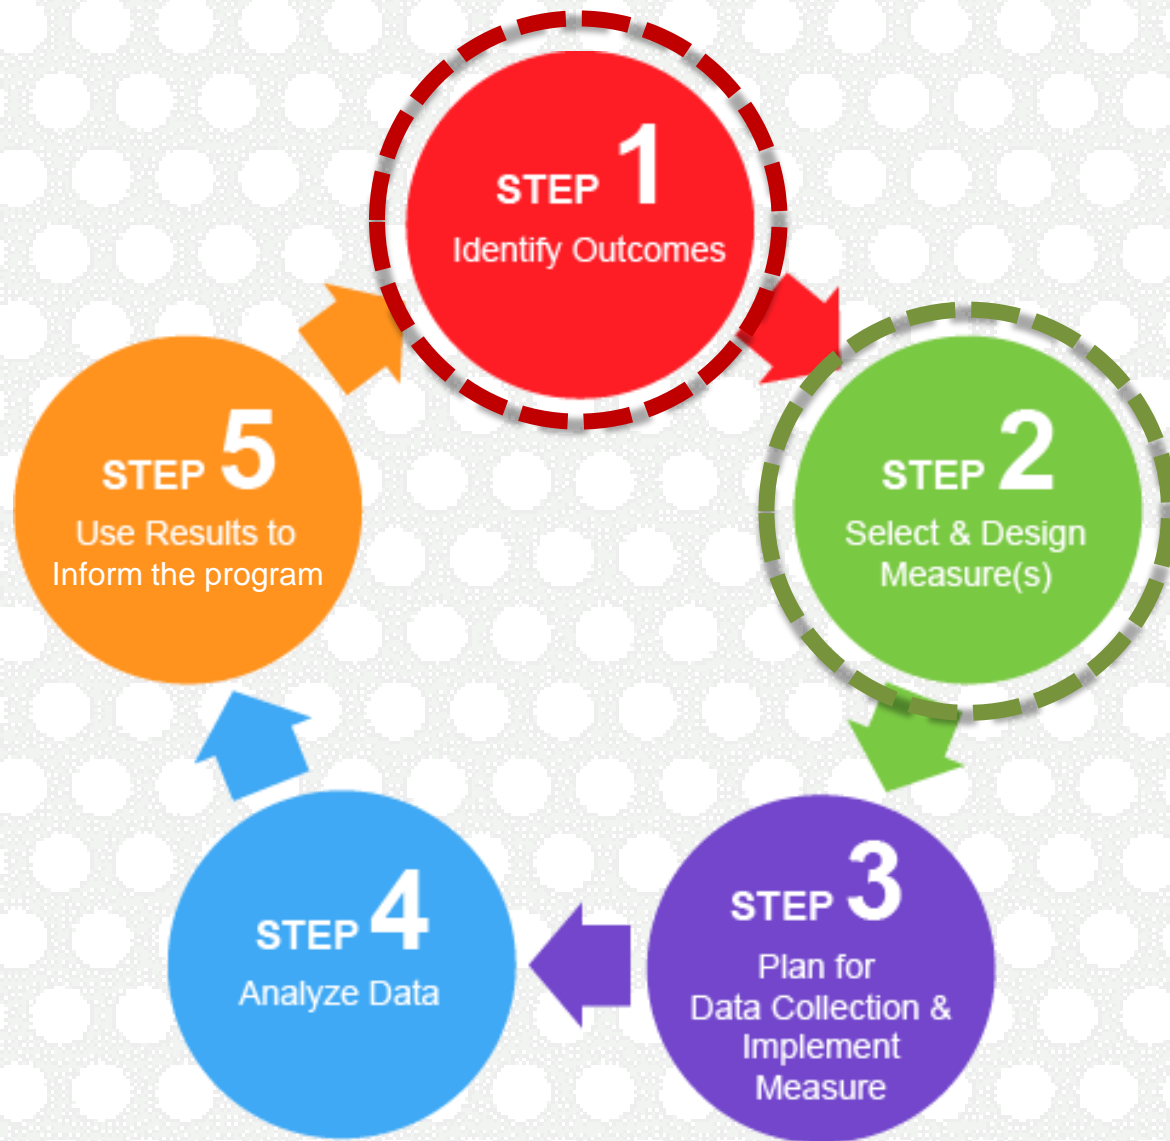 STEP 1
Identify Outcomes
STEP 2
Select & Design
Measure(s)
STEP 3
Plan for
Data Collection &
Implement
Measure
STEP 4
Analyze Data
STEP 5
Use Results to
Inform the program